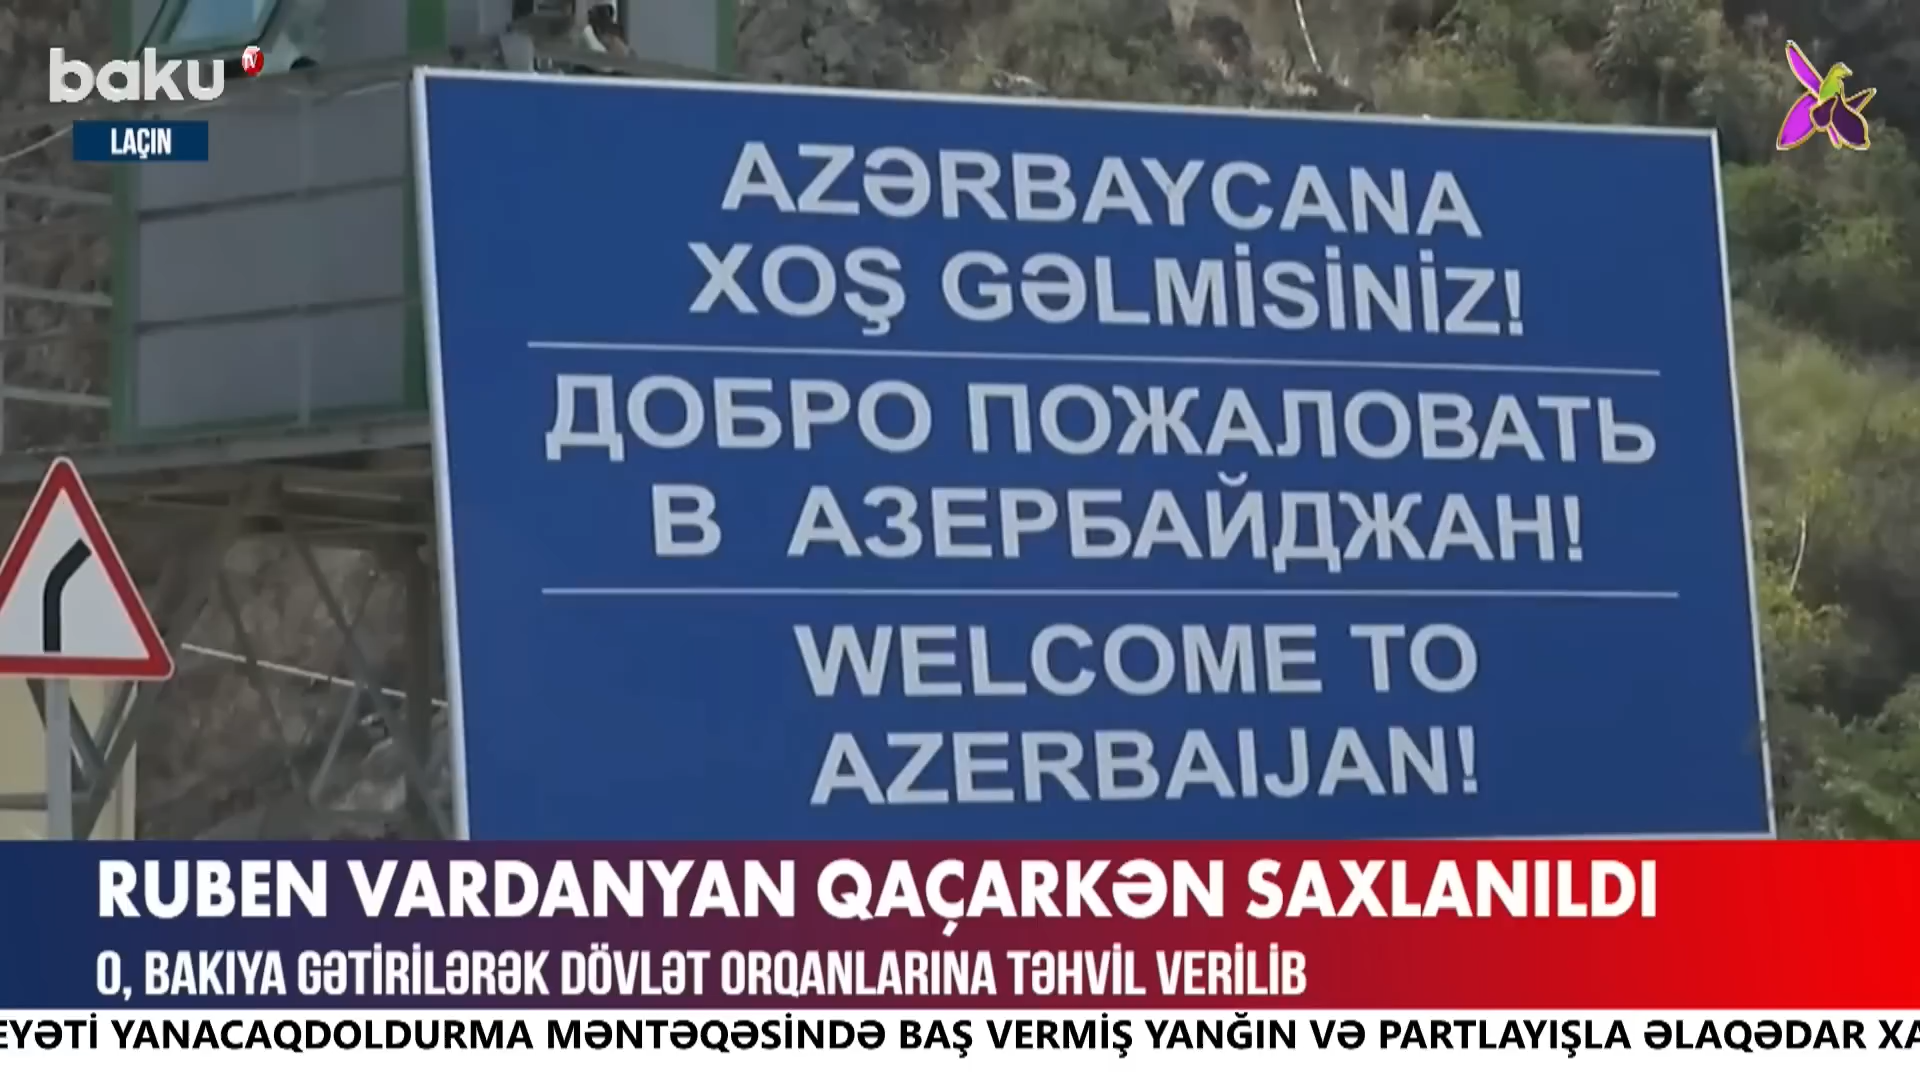 baku TV
LAÇIN
AZƏRBAYCANA
XOŞ GƏLMİSİNİZ!
ДОБРО ПОЖАЛОВАТЬ
В АЗЕРБАЙДЖАН!
WELCOME TO
AZERBAIJAN!
RUBEN VARDANYAN QAÇARKƏN SAXLANILDI
O, BAKIYA GƏTİRİLƏRƏK DÖVLƏT ORQANLARINA TƏHVİL VERİLİB
EYƏTİ YANACAQDOLDURMA MƏNTƏQƏSİNDƏ BAŞ VERMİŞ YANĞIN VƏ PARTLAYIŞLA ƏLAQƏDAR XA